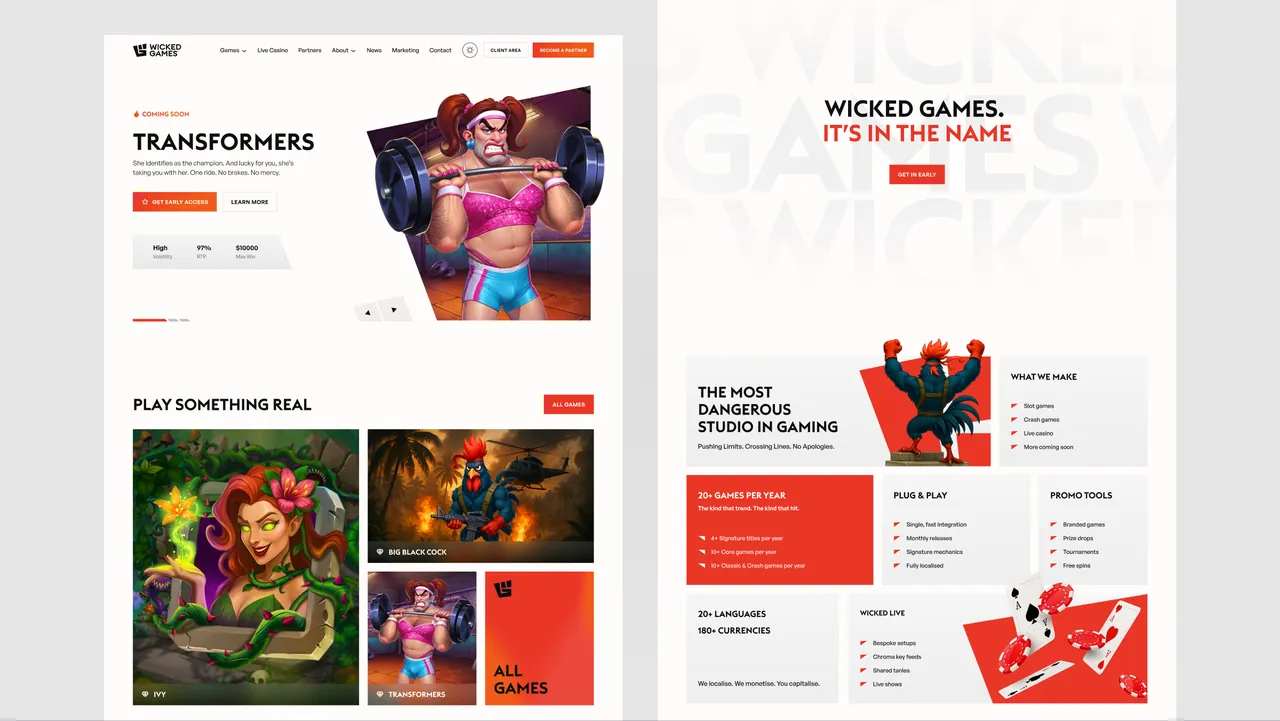 WICKED
GAMES
Games
Live Casino
Partners
About
News
Marketing
Contact
CLIENT AREA
BECOME A PARTNER
COMING SOON
TRANSFORMERS
She identifies as the champion. And lucky for you, she's
taking you with her. One ride. No brakes. No mercy.
GET EARLY ACCESS
LEARN MORE
High
Volatility
97%
RTP
$10000
Max Win
PLAY SOMETHING REAL
ALL GAMES
IVY
BIG BLACK COCK
TRANSFORMERS
ALL
GAMES
S WICKED
GAMES W
WICKE
WICKED GAMES.
IT'S IN THE NAME
GET IN EARLY
THE MOST
DANGEROUS
STUDIO IN GAMING
Pushing Limits. Crossing Lines. No Apologies.
WHAT WE MAKE
Slot games
Crash games
Live casino
More coming soon
20+ GAMES PER YEAR
The kind that trend. The kind that hit.
4+ Signature titles per year
10+ Core games per year
10+ Classic & Crash games per year
PLUG & PLAY
Single, fast integration
Monthly releases
Signature mechanics
Fully localised
PROMO TOOLS
Branded games
Prize drops
Tournaments
Free spins
20+ LANGUAGES
180+ CURRENCIES
We localise. We monetise. You capitalise.
WICKED LIVE
Bespoke setups
Chroma key feeds
Shared tanles
Live shows
A
A